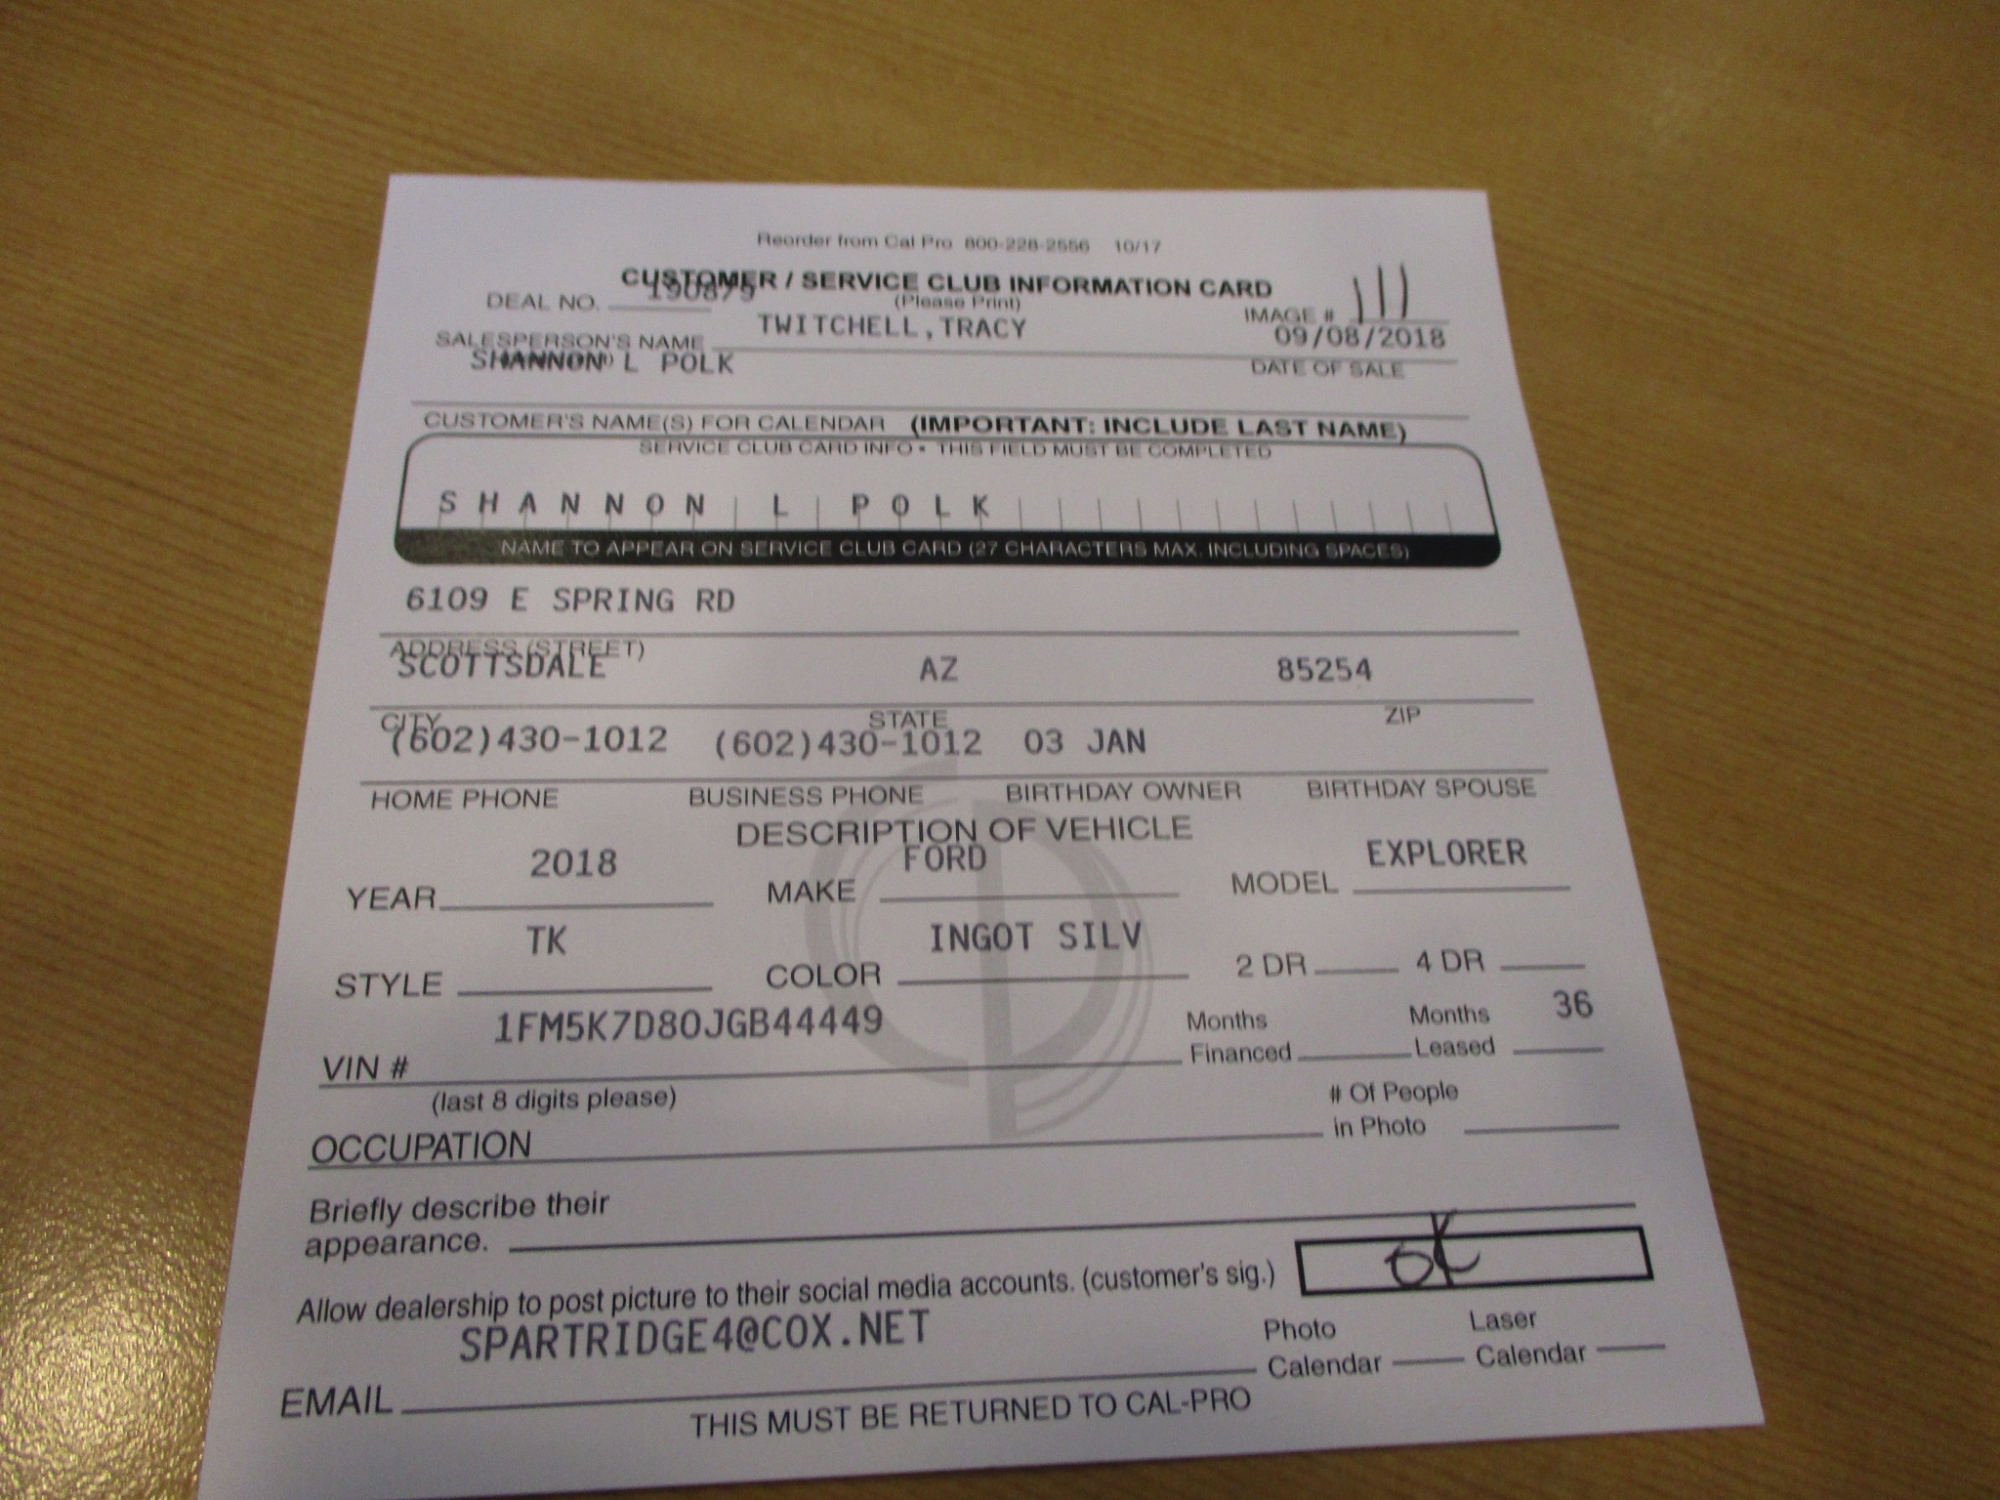 Reorder from Cal Pro 800-228-2556 10/17
CUSTOMER / SERVICE CLUB INFORMATION CARD
DEAL NO. 190879 (Please Print) IMAGE # 111
TWITCHELL,TRACY 09/08/2018
SALESPERSON'S NAME DATE OF SALE
SHANNON L POLK
CUSTOMER'S NAME(S) FOR CALENDAR (IMPORTANT: INCLUDE LAST NAME)
SERVICE CLUB CARD INFO • THIS FIELD MUST BE COMPLETED
SHANNON L POLK
NAME TO APPEAR ON SERVICE CLUB CARD (27 CHARACTERS MAX. INCLUDING SPACES)
6109 E SPRING RD
ADDRESS (STREET)
SCOTTSDALE AZ 85254
CITY STATE ZIP
(602)430-1012 (602)430-1012 03 JAN
HOME PHONE BUSINESS PHONE BIRTHDAY OWNER BIRTHDAY SPOUSE
DESCRIPTION OF VEHICLE
2018 FORD EXPLORER
YEAR MAKE MODEL
TK INGOT SILV
STYLE COLOR 2 DR 4 DR
1FM5K7D80JGB44449 Months Months 36
VIN # Financed Leased
(last 8 digits please) # Of People
OCCUPATION in Photo
Briefly describe their
appearance.
Allow dealership to post picture to their social media accounts. (customer's sig.) OK
SPARTRIDGE4@COX.NET Photo Laser
EMAIL Calendar Calendar
THIS MUST BE RETURNED TO CAL-PRO